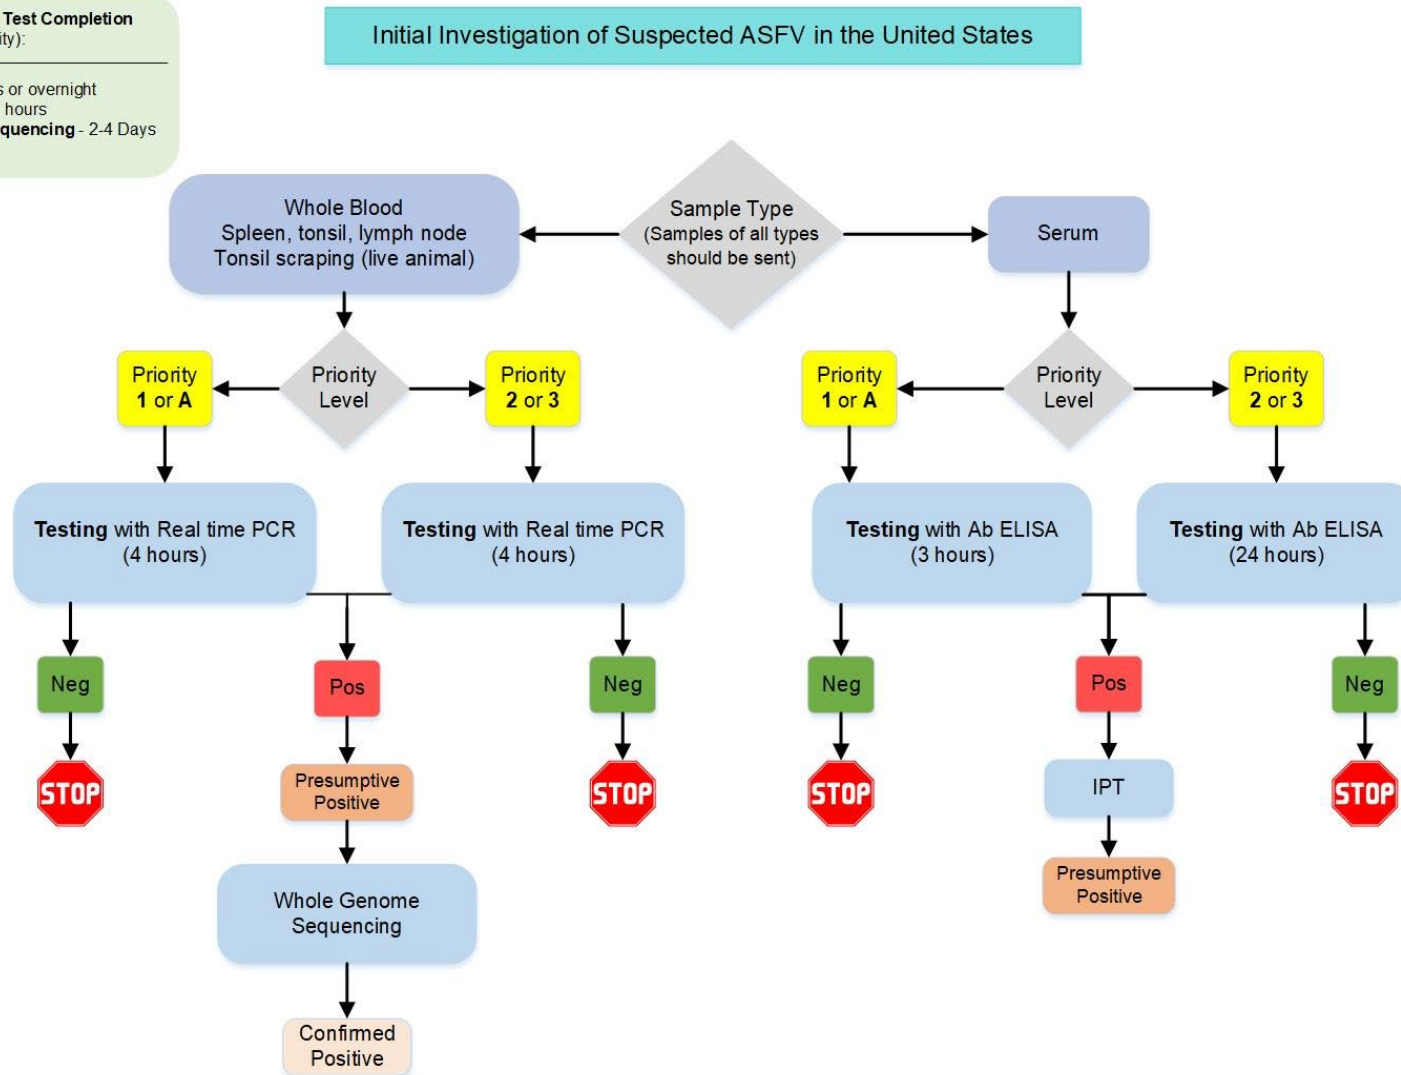 Test Completion
ity):
s or overnight
hours
quencing - 2-4 Days
Initial Investigation of Suspected ASFV in the United States
Whole Blood
Spleen, tonsil, lymph node
Tonsil scraping (live animal)
Sample Type
(Samples of all types
should be sent)
Serum
Priority
1 or A
Priority
Level
Priority
2 or 3
Priority
1 or A
Priority
Level
Priority
2 or 3
Testing with Real time PCR
(4 hours)
Testing with Real time PCR
(4 hours)
Testing with Ab ELISA
(3 hours)
Testing with Ab ELISA
(24 hours)
Neg
Pos
Neg
Neg
Pos
Neg
STOP
Presumptive
Positive
STOP
STOP
IPT
STOP
Whole Genome
Sequencing
Presumptive
Positive
Confirmed
Positive